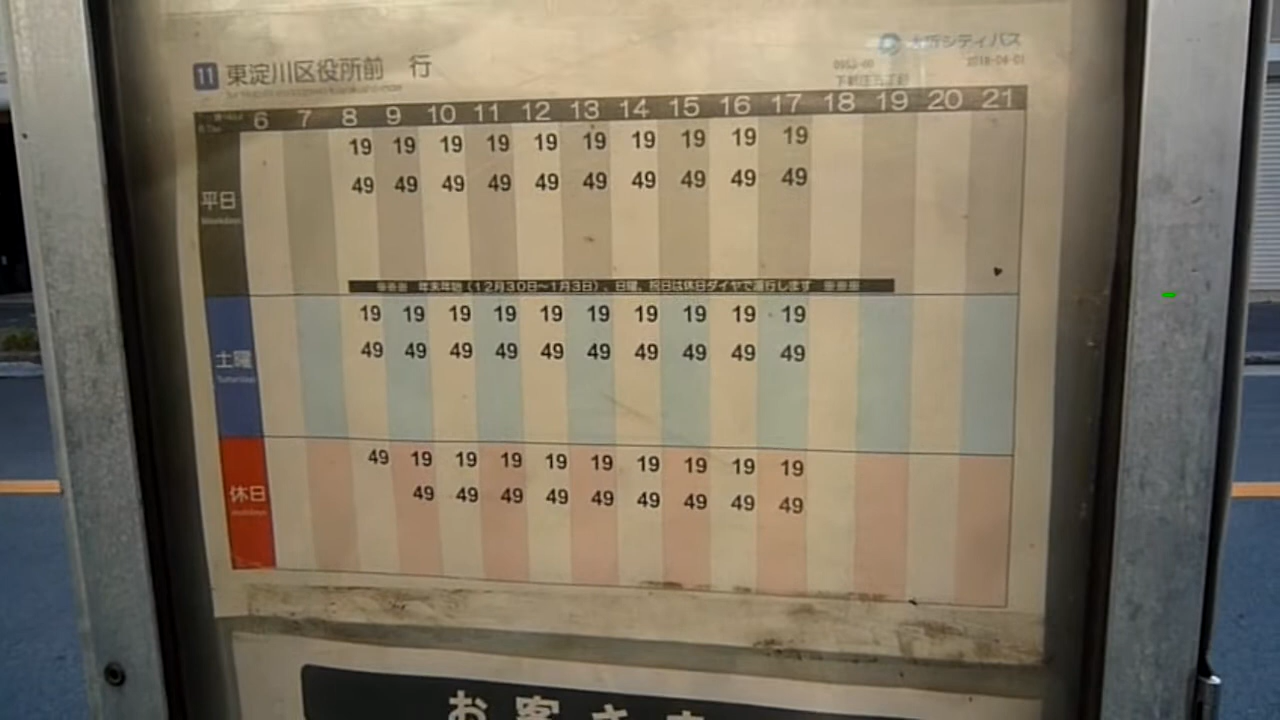 11 東淀川区役所前 行
大阪シティバス
6 7 8 9 10 11 12 13 14 15 16 17 18 19 20 21
平日
19 19 19 19 19 19 19 19 19 19
49 49 49 49 49 49 49 49 49 49
※※※ 年末年始(12月30日~1月3日)、日曜、祝日は休日ダイヤで運行します ※※※
土曜
19 19 19 19 19 19 19 19 19 19
49 49 49 49 49 49 49 49 49 49
休日
49 19 19 19 19 19 19 19 19 19
49 49 49 49 49 49 49 49 49
お客さま